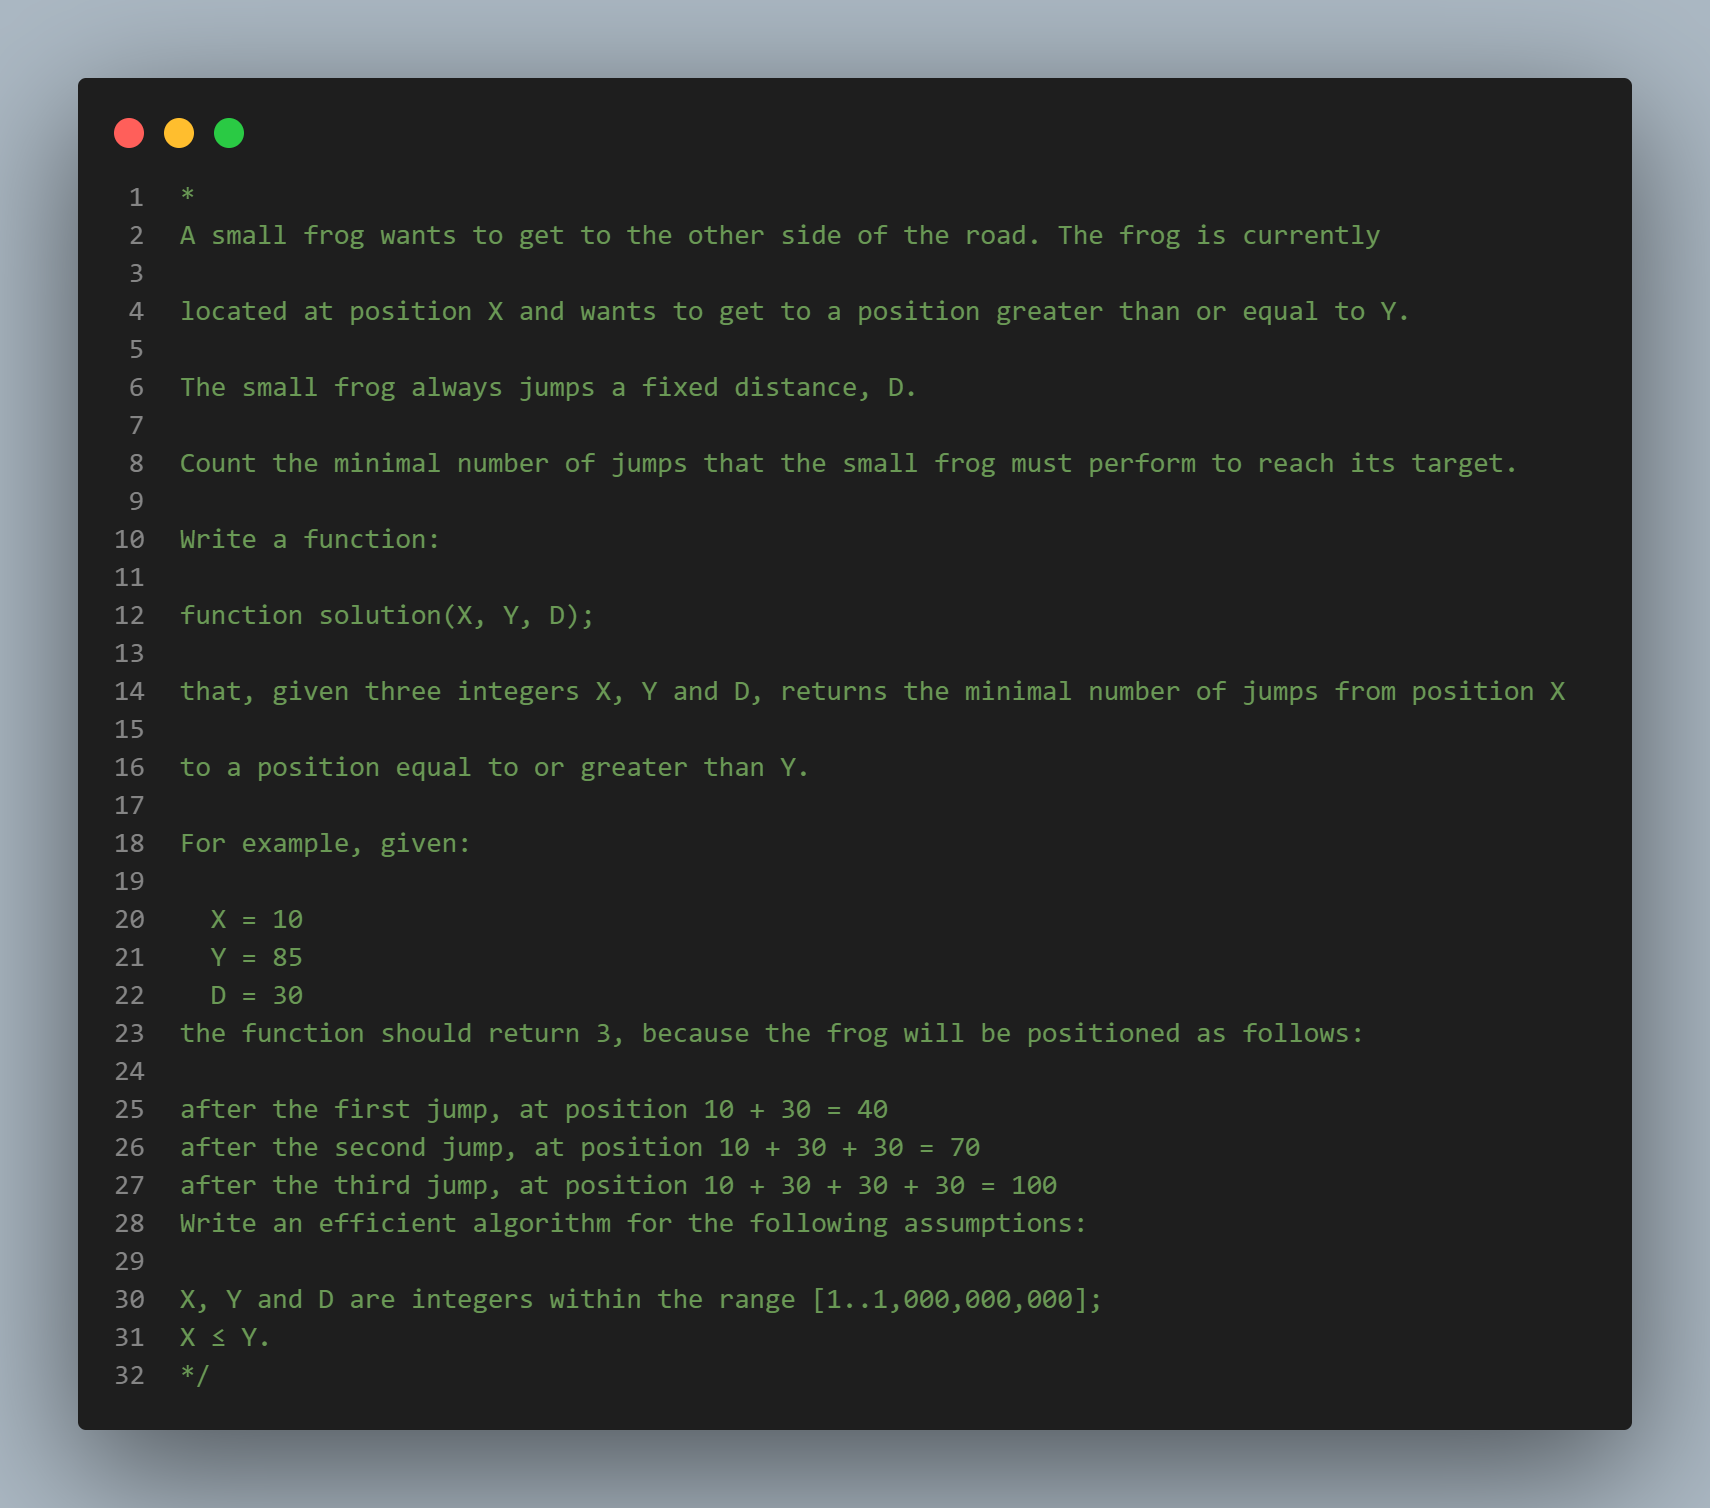 1 *
2 A small frog wants to get to the other side of the road. The frog is currently
3
4 located at position X and wants to get to a position greater than or equal to Y.
5
6 The small frog always jumps a fixed distance, D.
7
8 Count the minimal number of jumps that the small frog must perform to reach its target.
9
10 Write a function:
11
12 function solution(X, Y, D);
13
14 that, given three integers X, Y and D, returns the minimal number of jumps from position X
15
16 to a position equal to or greater than Y.
17
18 For example, given:
19
20   X = 10
21   Y = 85
22   D = 30
23 the function should return 3, because the frog will be positioned as follows:
24
25 after the first jump, at position 10 + 30 = 40
26 after the second jump, at position 10 + 30 + 30 = 70
27 after the third jump, at position 10 + 30 + 30 + 30 = 100
28 Write an efficient algorithm for the following assumptions:
29
30 X, Y and D are integers within the range [1..1,000,000,000];
31 X ≤ Y.
32 */